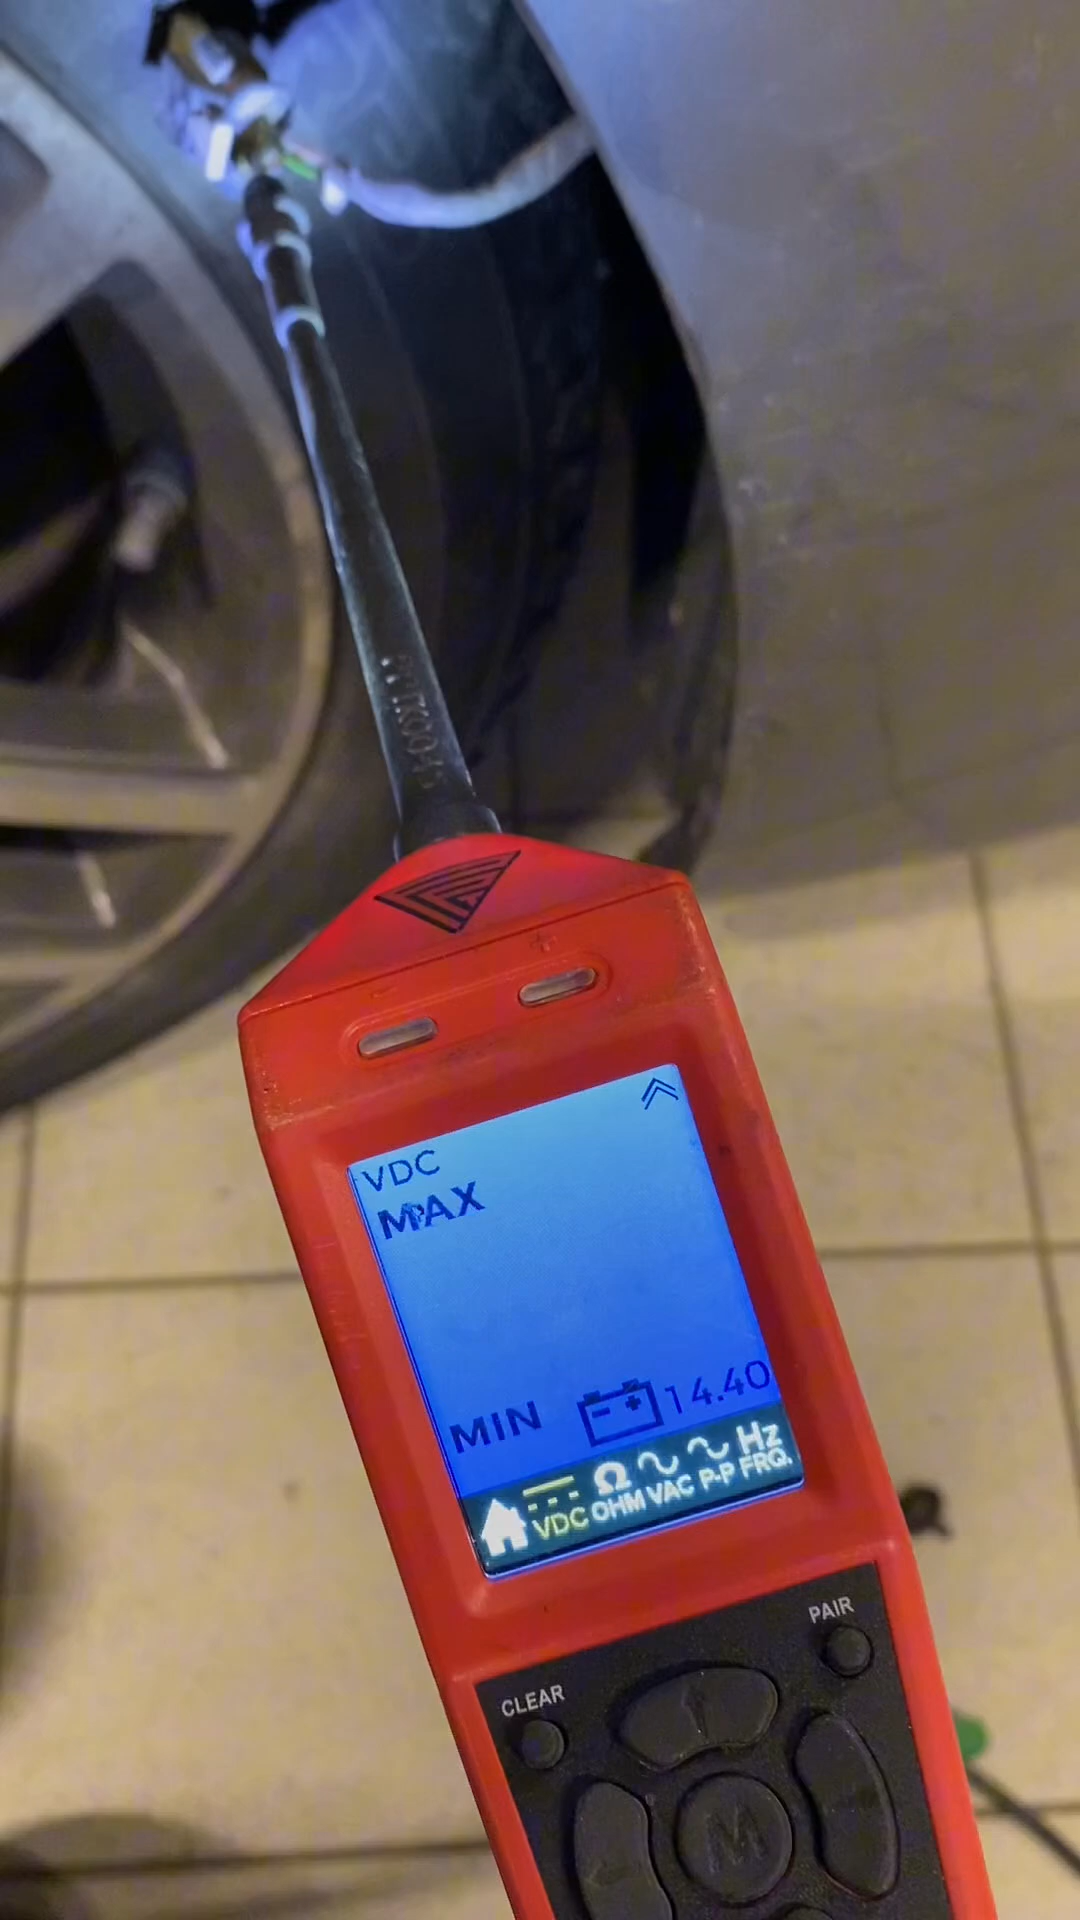 VDC
MAX
MIN 14.40
VDC OHM VAC P-P FRQ.
Hz
PAIR
CLEAR
M